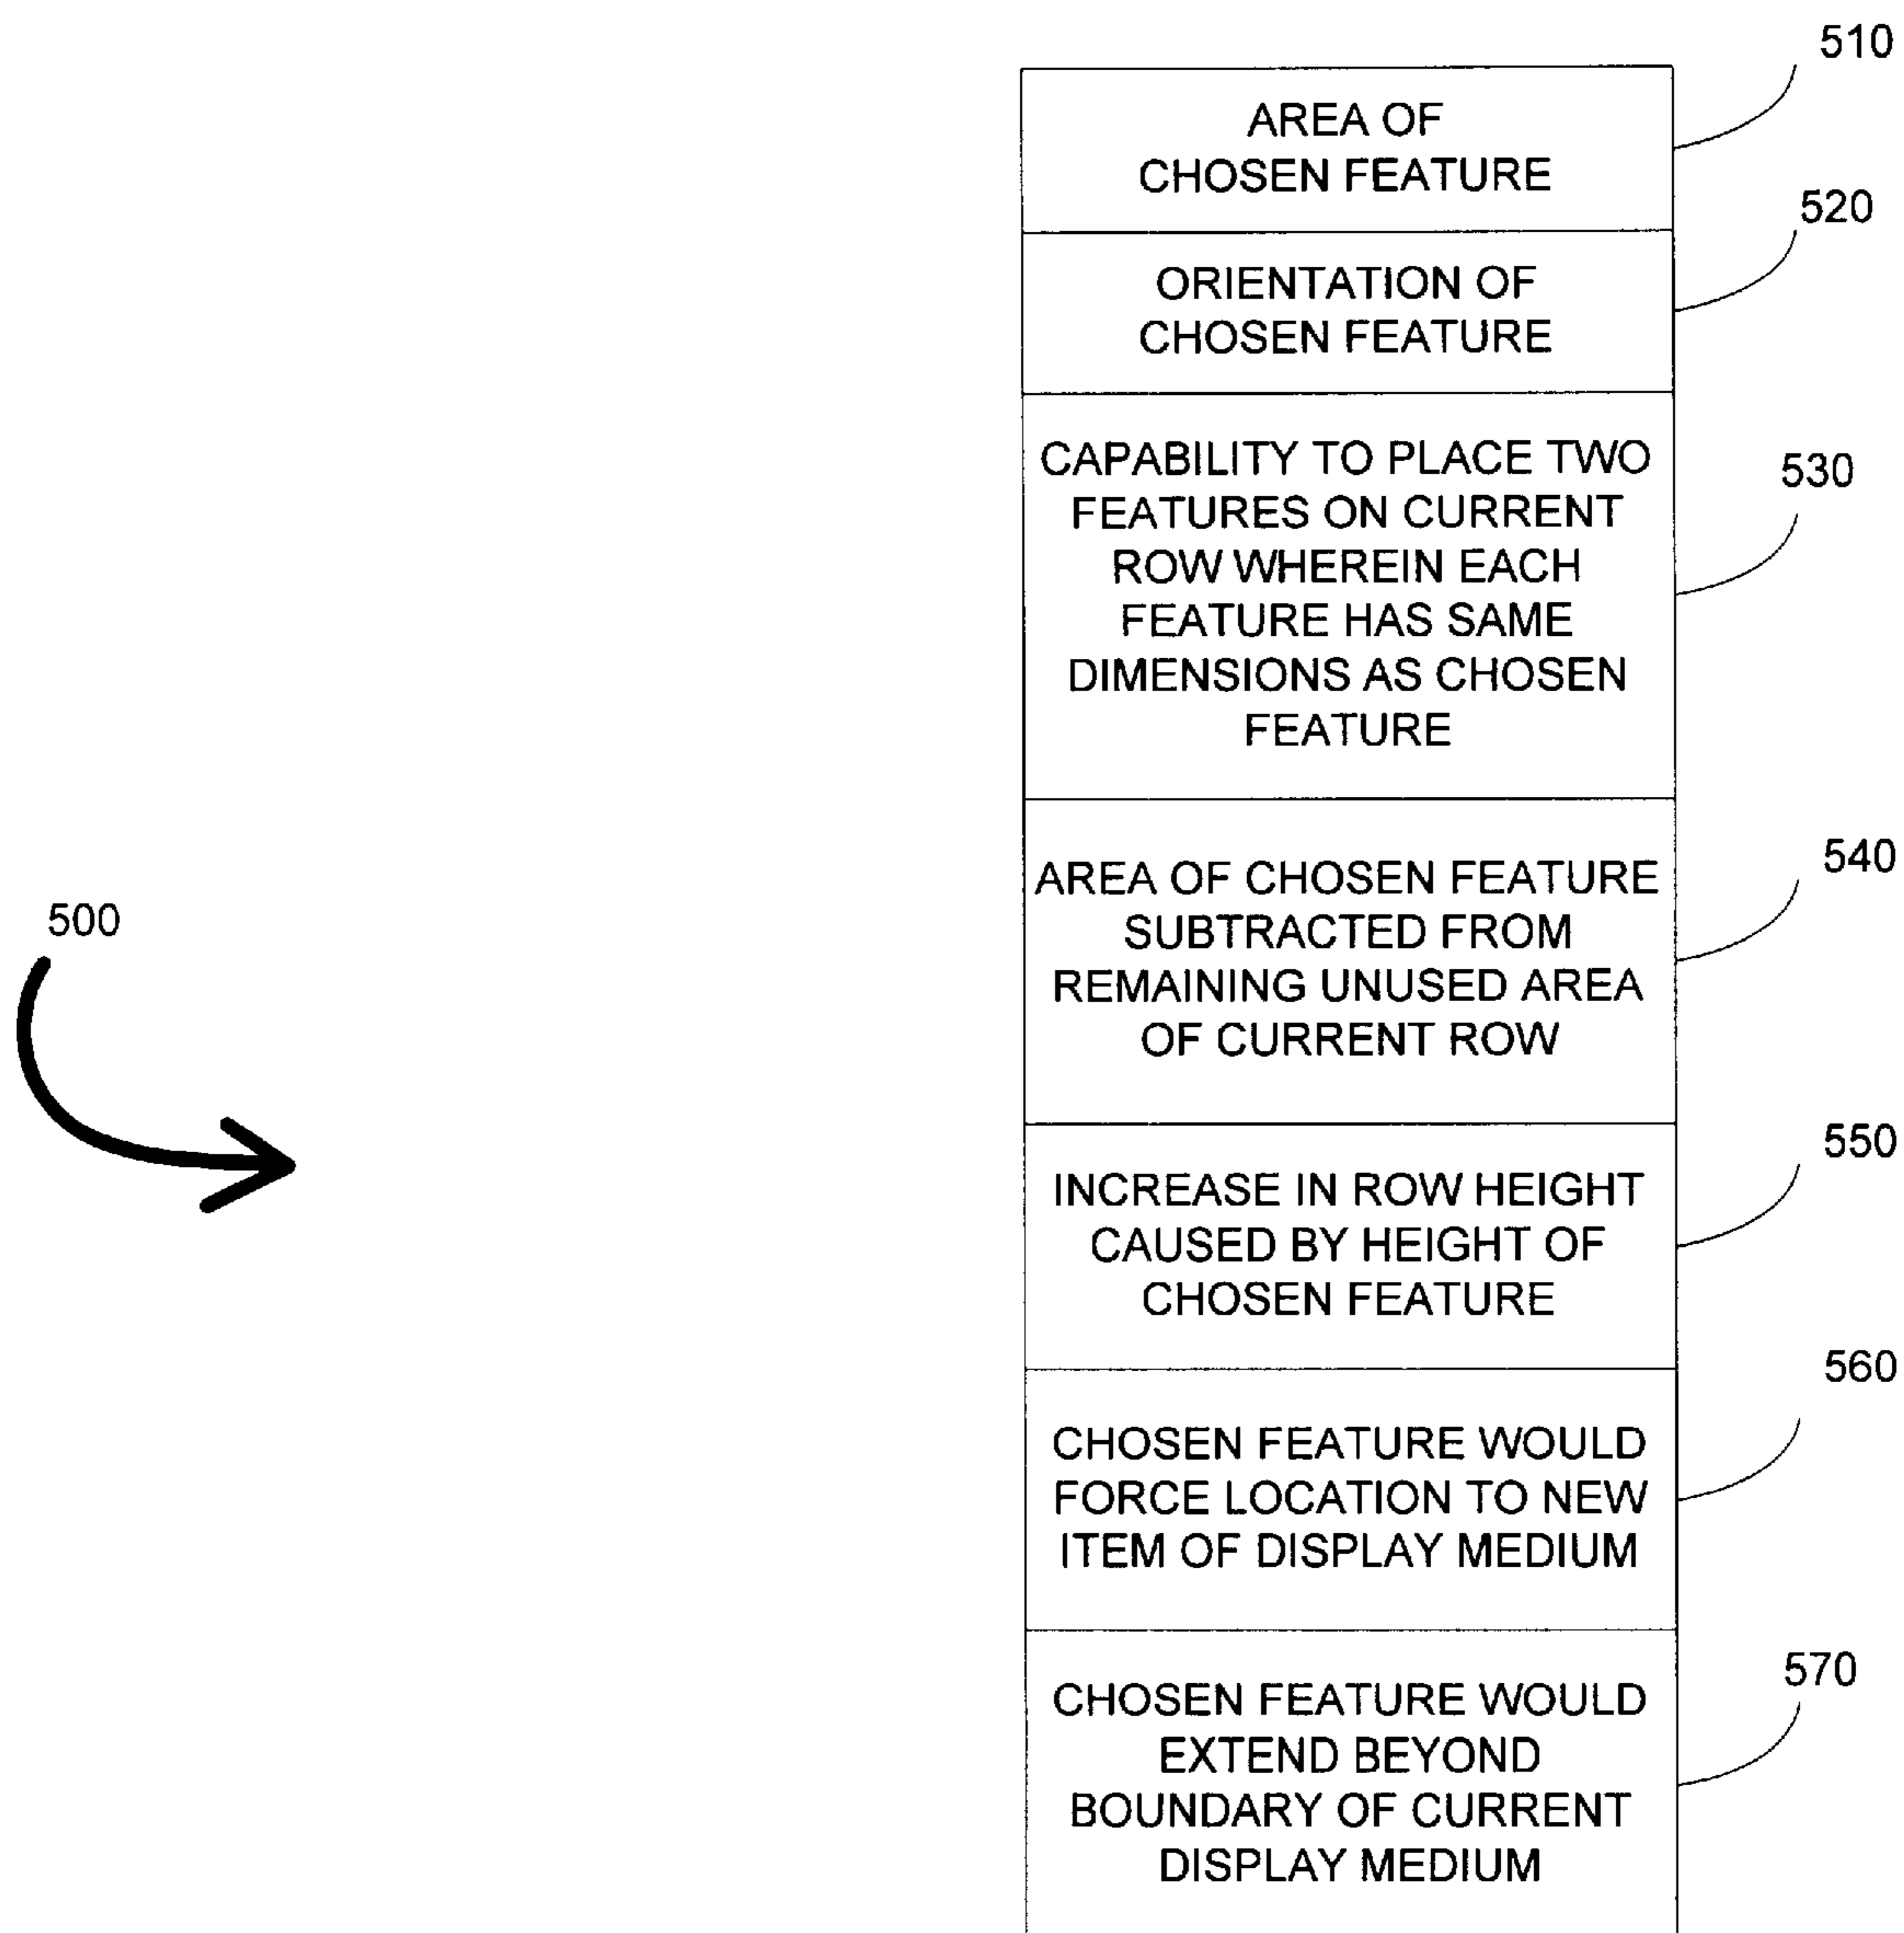 510
AREA OF
CHOSEN FEATURE
520
ORIENTATION OF
CHOSEN FEATURE
530
CAPABILITY TO PLACE TWO
FEATURES ON CURRENT
ROW WHEREIN EACH
FEATURE HAS SAME
DIMENSIONS AS CHOSEN
FEATURE
540
AREA OF CHOSEN FEATURE
SUBTRACTED FROM
REMAINING UNUSED AREA
OF CURRENT ROW
500
550
INCREASE IN ROW HEIGHT
CAUSED BY HEIGHT OF
CHOSEN FEATURE
560
CHOSEN FEATURE WOULD
FORCE LOCATION TO NEW
ITEM OF DISPLAY MEDIUM
570
CHOSEN FEATURE WOULD
EXTEND BEYOND
BOUNDARY OF CURRENT
DISPLAY MEDIUM